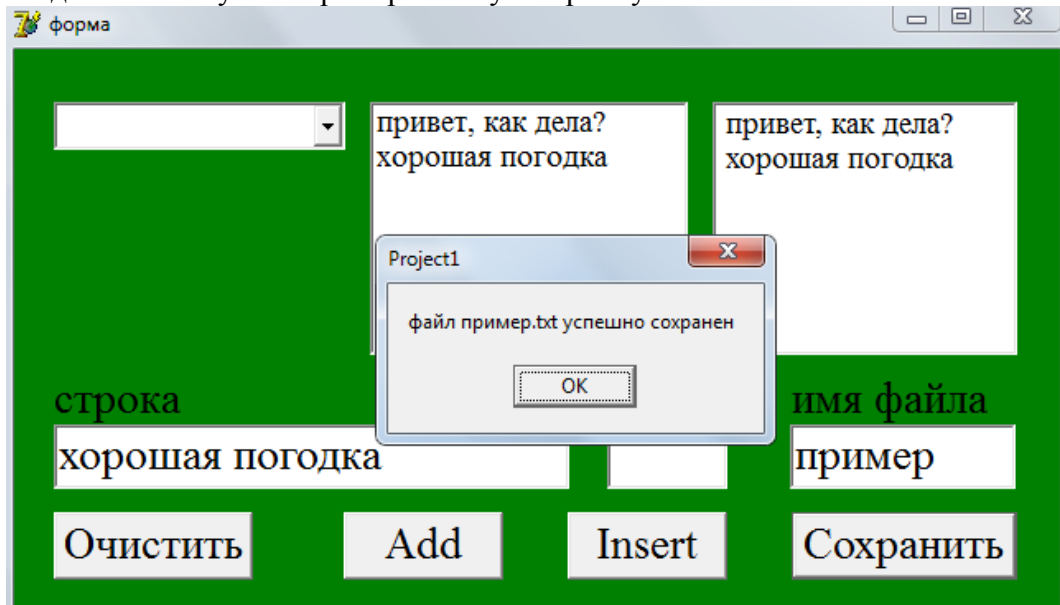 форма
привет, как дела?
хорошая погодка
привет, как дела?
хорошая погодка
Project1
файл пример.txt успешно сохранен
OK
строка
имя файла
хорошая погодка
пример
Очистить
Add
Insert
Сохранить